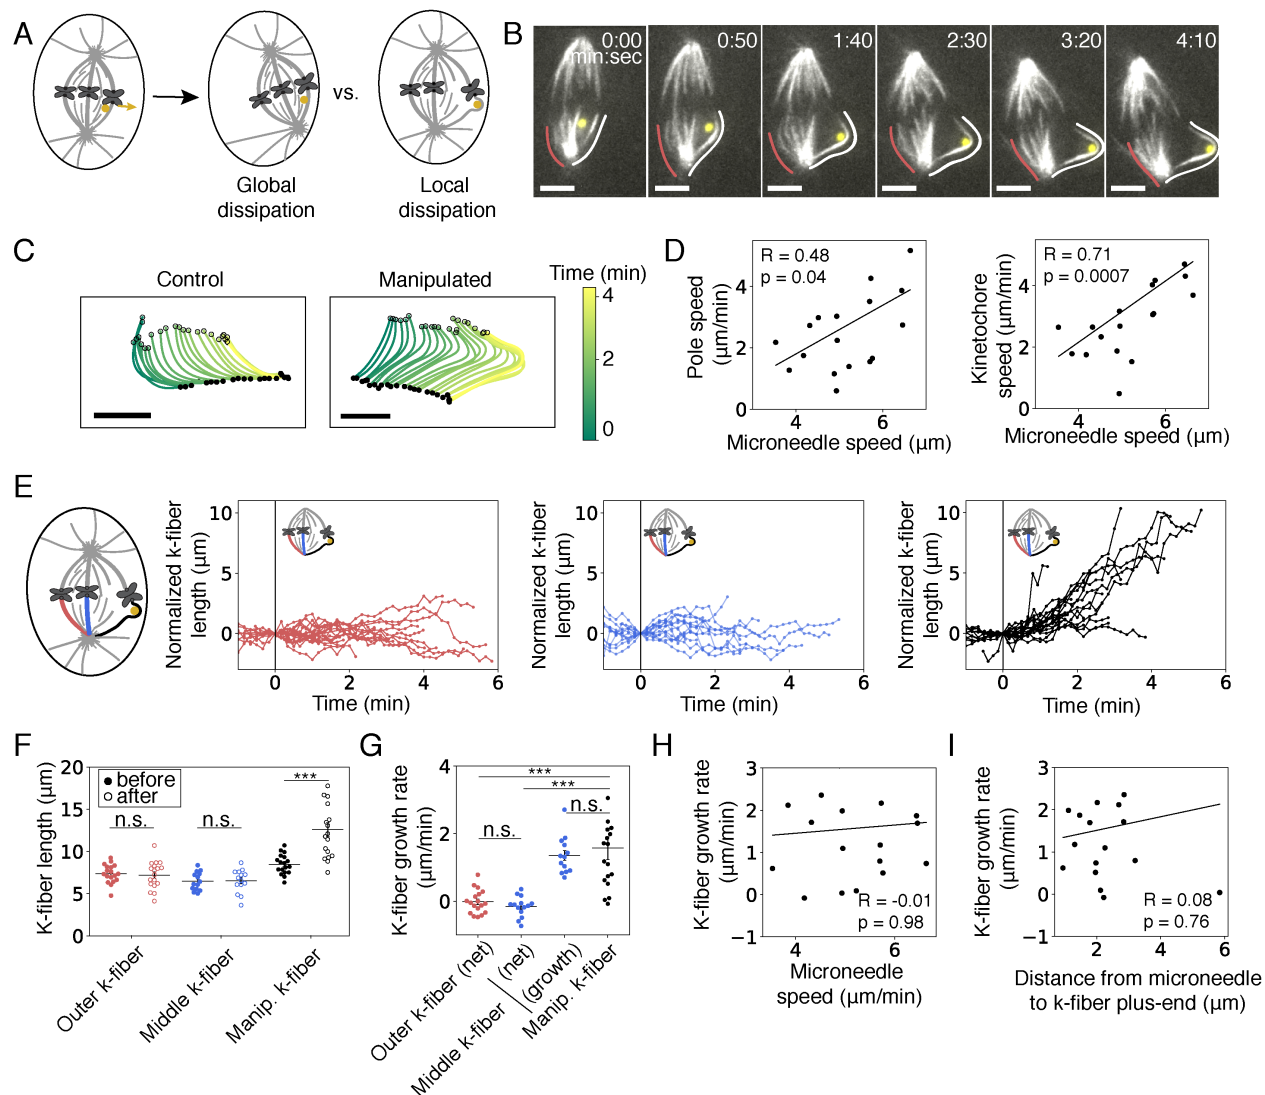 A
vs.
Global
dissipation
Local
dissipation
B
0:00
min:sec
0:50
1:40
2:30
3:20
4:10
C
Control
Manipulated
Time (min)
4
2
0
D
R = 0.48
p = 0.04
Pole speed
(µm/min)
4
2
0
4
6
Microneedle speed (µm)
R = 0.71
p = 0.0007
Kinetochore
speed (µm/min)
4
2
0
4
6
Microneedle speed (µm)
E
Normalized k-fiber
length (µm)
10
5
0
0
2
4
6
Time (min)
Normalized k-fiber
length (µm)
10
5
0
0
2
4
6
Time (min)
Normalized k-fiber
length (µm)
10
5
0
0
2
4
6
Time (min)
F
K-fiber length (µm)
20
15
10
5
0
before
after
n.s.
n.s.
***
Outer k-fiber
Middle k-fiber
Manip. k-fiber
G
K-fiber growth rate
(µm/min)
4
2
0
***
***
n.s.
n.s.
Outer k-fiber (net)
Middle k-fiber
(net)
(growth)
Manip. k-fiber
H
K-fiber growth rate
(µm/min)
3
2
1
0
−1
R = -0.01
p = 0.98
4
6
Microneedle
speed (µm/min)
I
K-fiber growth rate
(µm/min)
3
2
1
0
−1
R = 0.08
p = 0.76
2
4
6
Distance from microneedle
to k-fiber plus-end (µm)